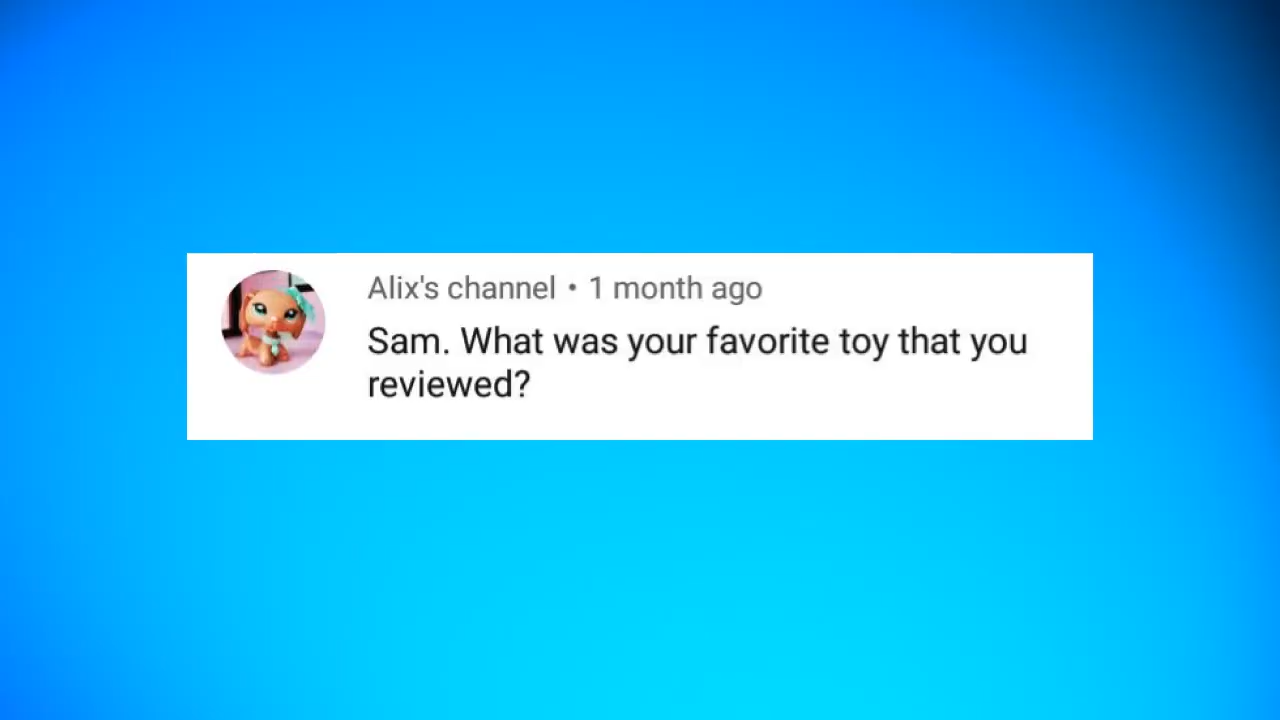 Alix's channel • 1 month ago
Sam. What was your favorite toy that you
reviewed?